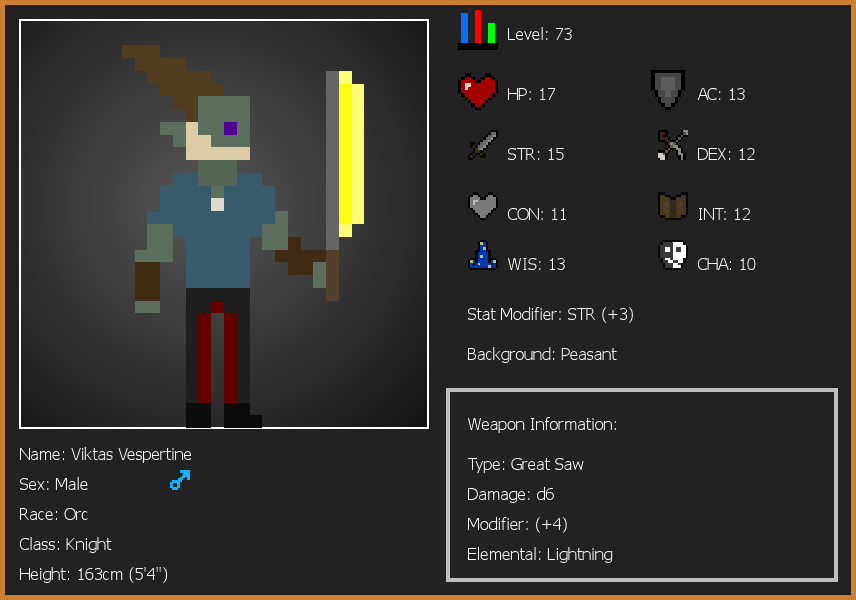 Level: 73
HP: 17
AC: 13
STR: 15
DEX: 12
CON: 11
INT: 12
WIS: 13
CHA: 10
Stat Modifier: STR (+3)
Background: Peasant
Weapon Information:
Type: Great Saw
Damage: d6
Modifier: (+4)
Elemental: Lightning
Name: Viktas Vespertine
Sex: Male
Race: Orc
Class: Knight
Height: 163cm (5'4")